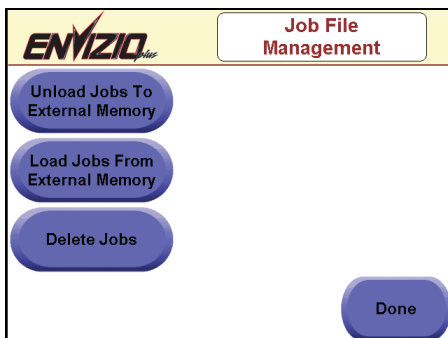 ENVIZIO plus
Job File
Management
Unload Jobs To
External Memory
Load Jobs From
External Memory
Delete Jobs
Done